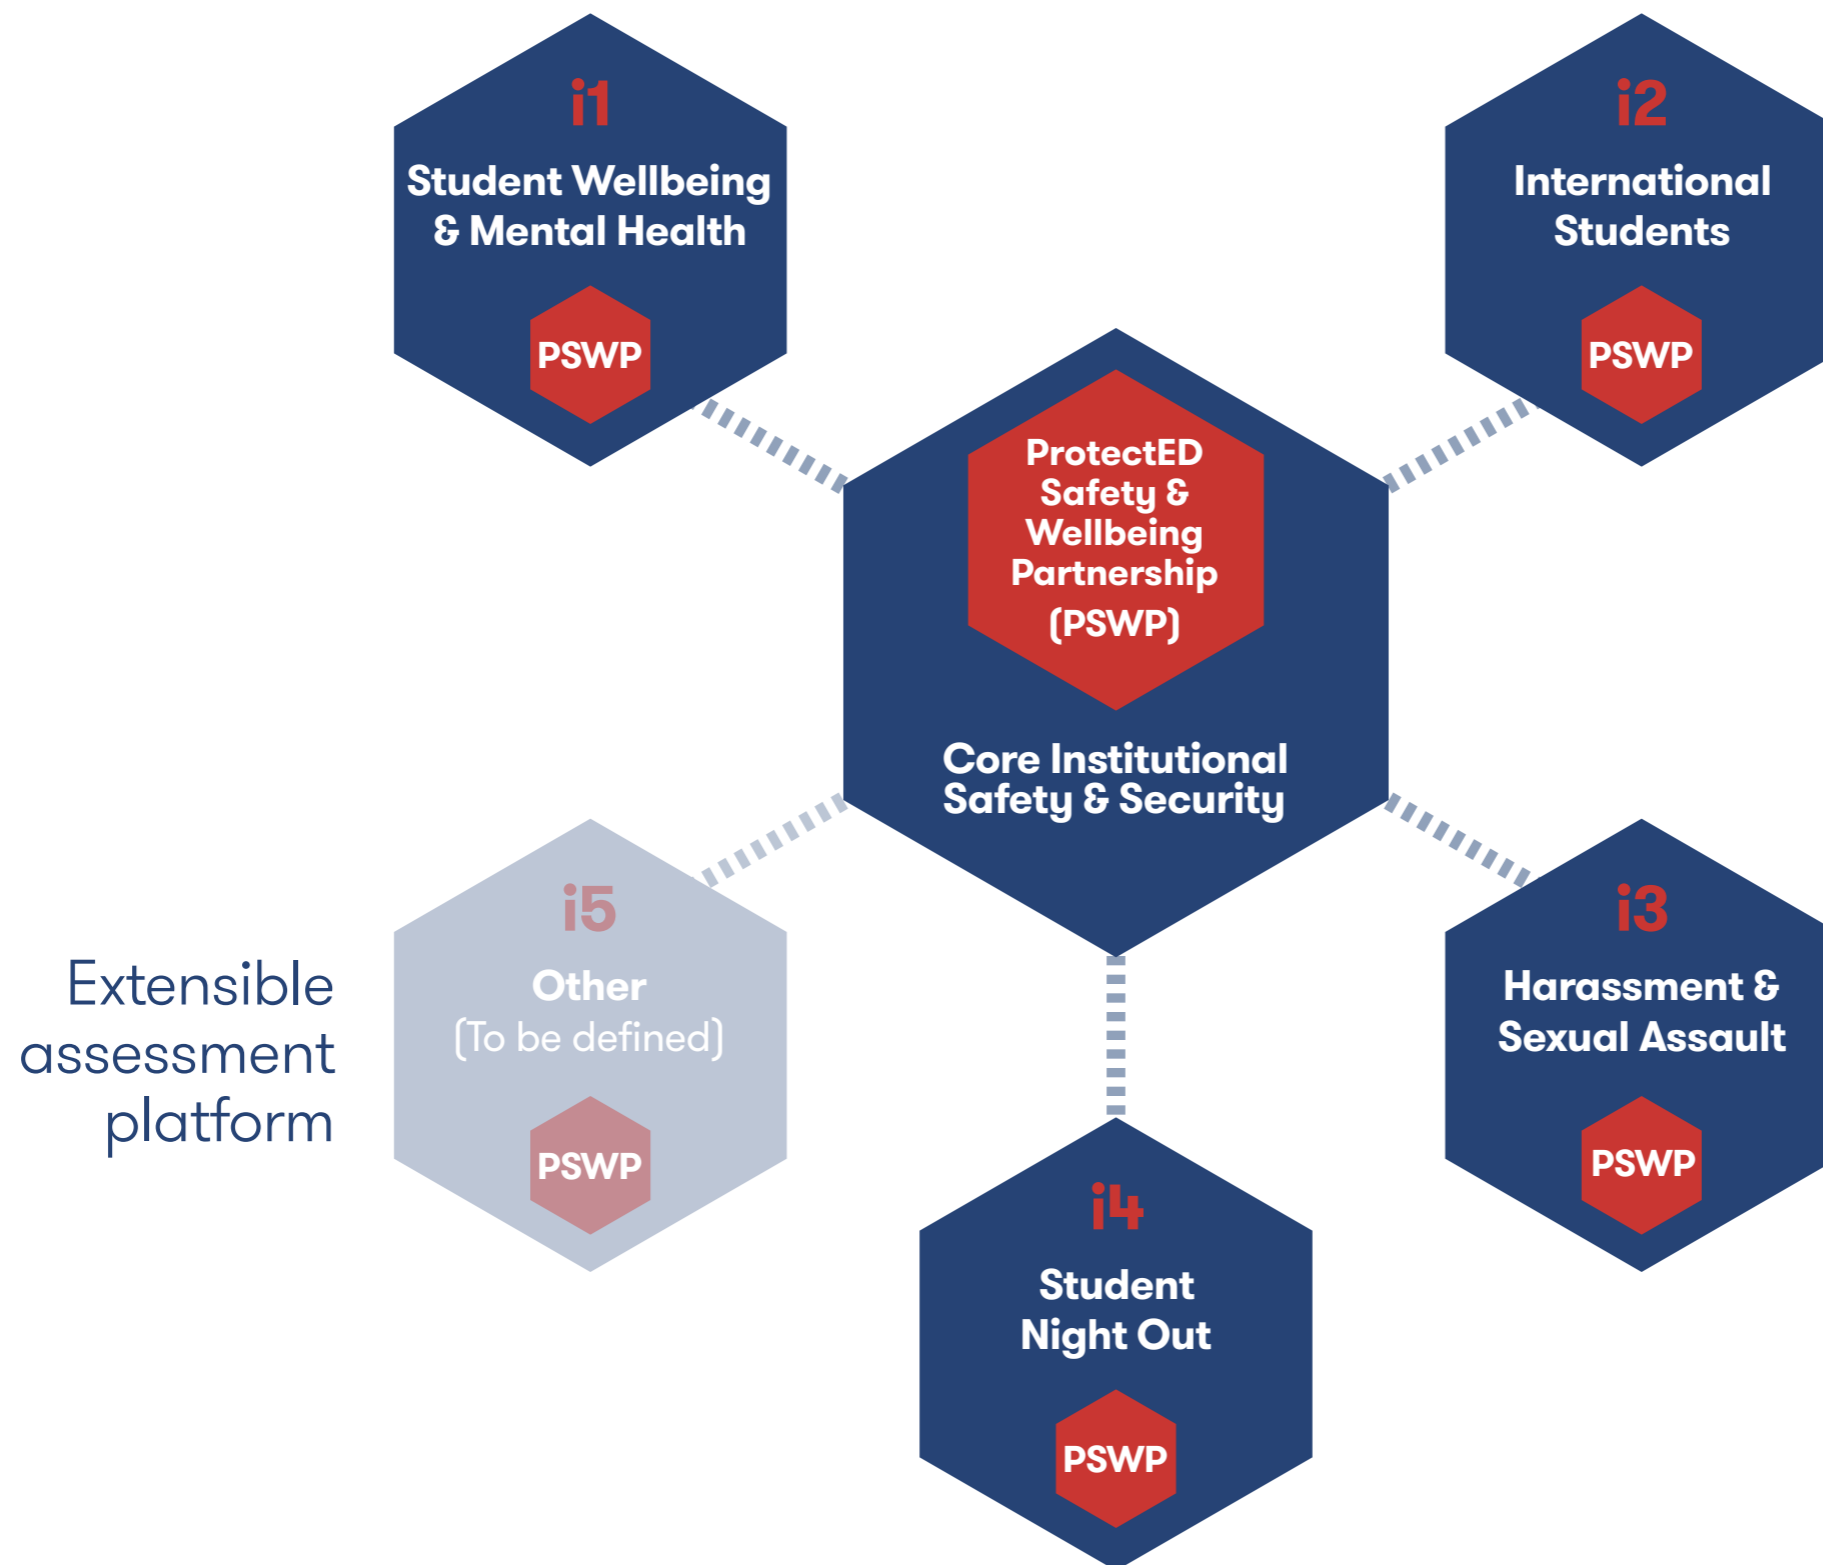 i1
Student Wellbeing
& Mental Health
PSWP
i2
International
Students
PSWP
ProtectED
Safety &
Wellbeing
Partnership
(PSWP)
Core Institutional
Safety & Security
i3
Harassment &
Sexual Assault
PSWP
i4
Student
Night Out
PSWP
i5
Other
(To be defined)
PSWP
Extensible
assessment
platform